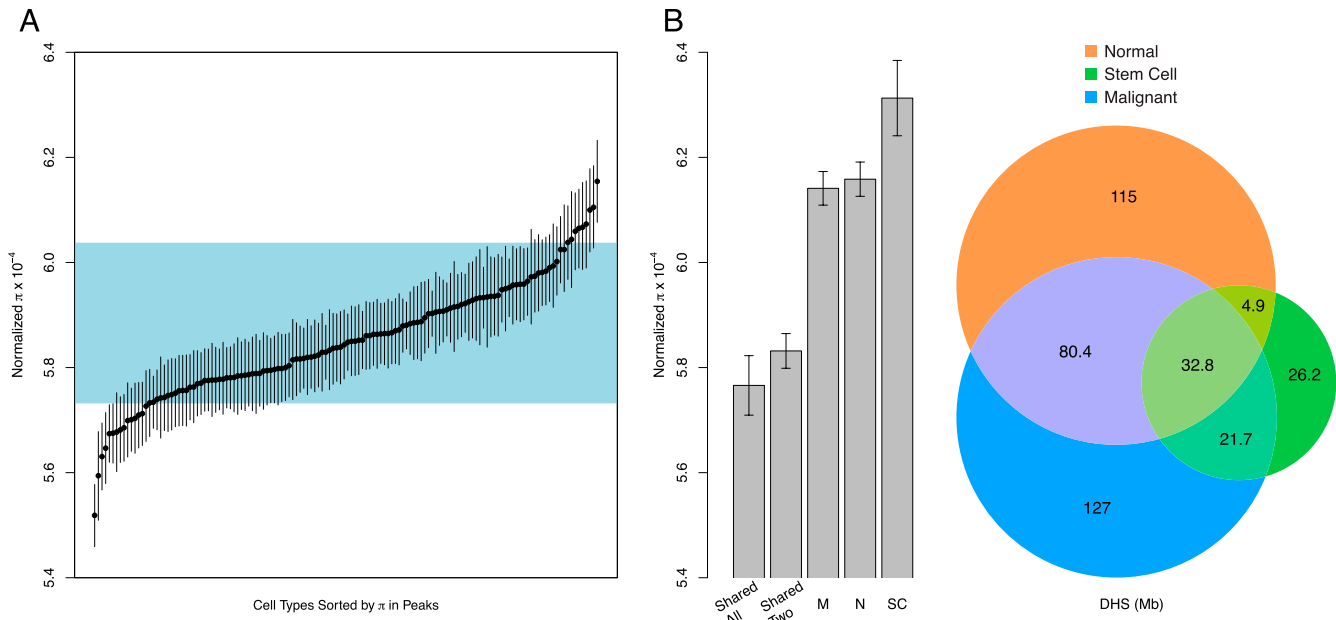 A
6.4
6.2
6.0
5.8
5.6
5.4
Normalized π x 10⁻⁴
Cell Types Sorted by π in Peaks
B
6.4
6.2
6.0
5.8
5.6
5.4
Normalized π x 10⁻⁴
Shared
All
Shared
Two
M
N
SC
Normal
Stem Cell
Malignant
115
4.9
80.4
32.8
26.2
21.7
127
DHS (Mb)